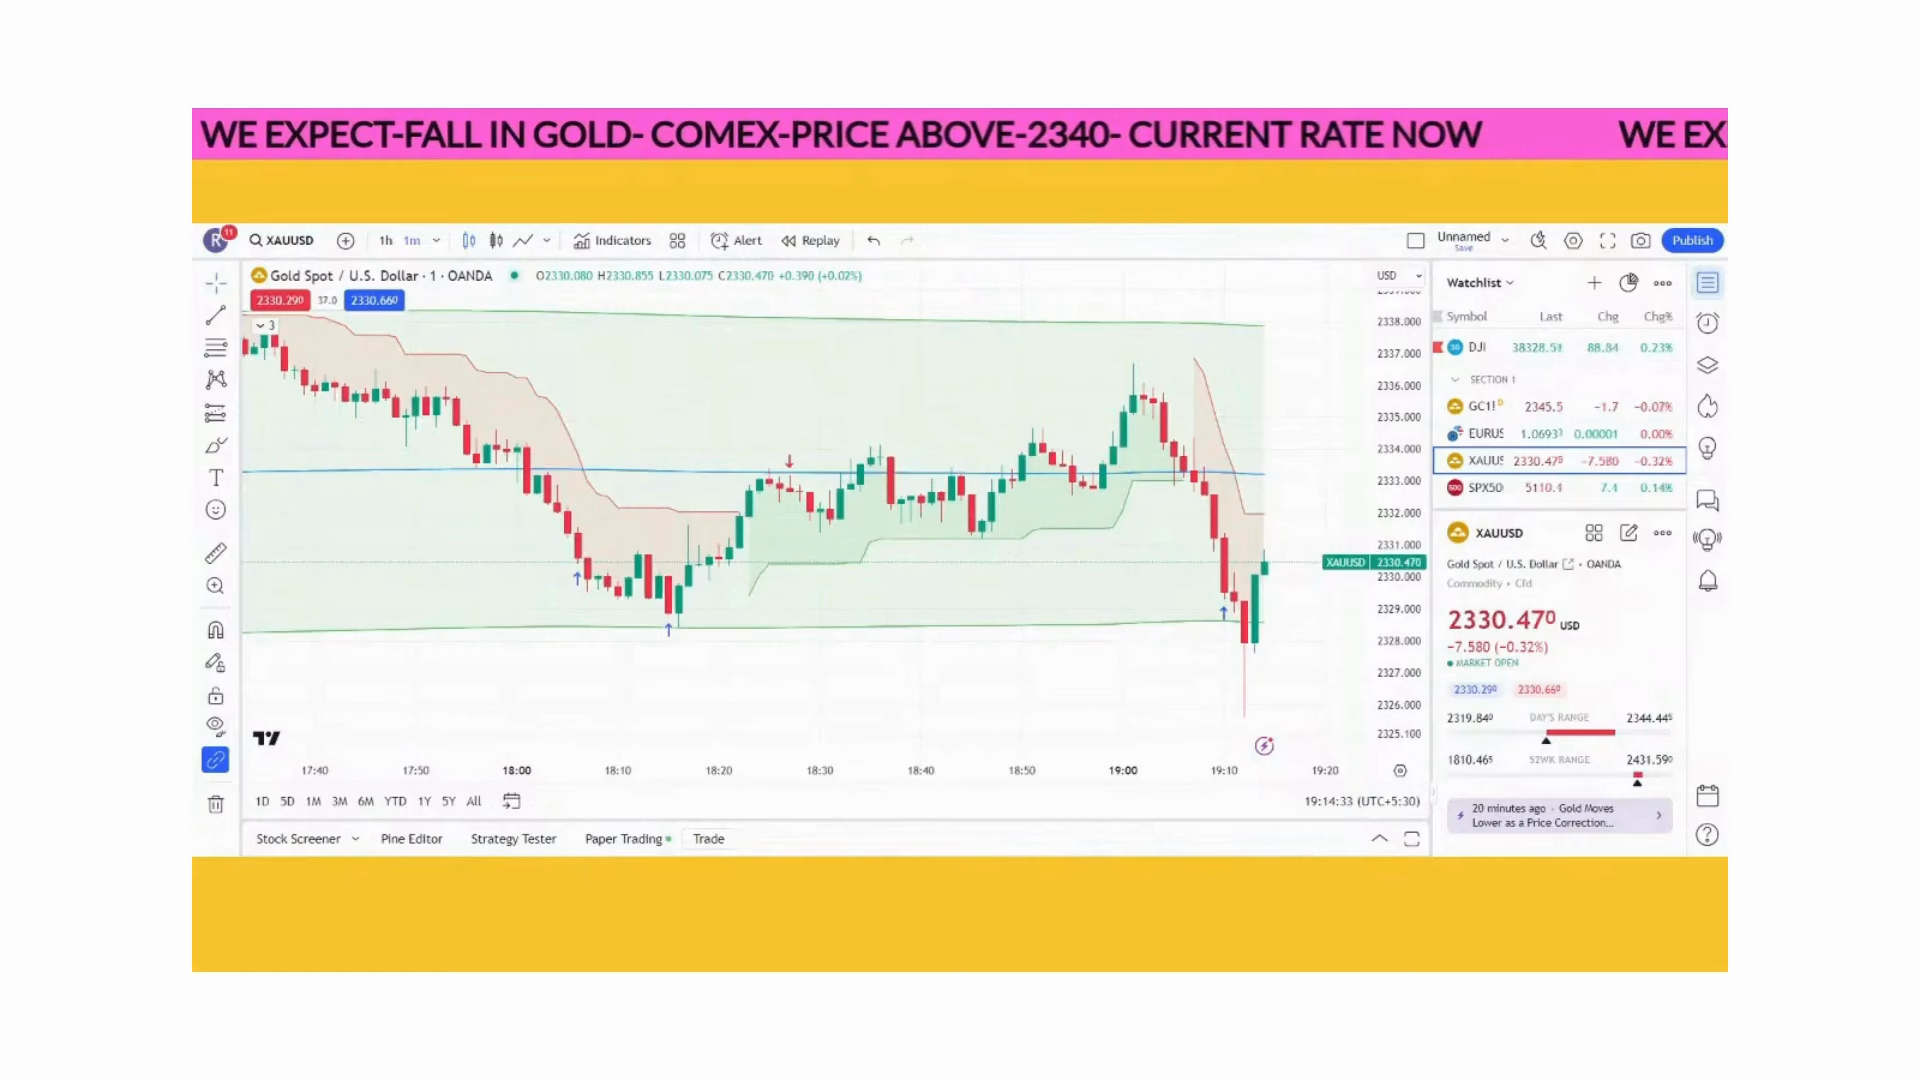 WE EXPECT-FALL IN GOLD- COMEX-PRICE ABOVE-2340- CURRENT RATE NOW WE EX
R 11 XAUUSD 1h 1m Indicators Alert Replay Unnamed Save Publish
Gold Spot / U.S. Dollar · 1 · OANDA O2330.080 H2330.855 L2330.075 C2330.470 +0.390 (+0.02%) USD
2330.290 37.0 2330.660
3
2338.000
2337.000
2336.000
2335.000
2334.000
2333.000
2332.000
2331.000
XAUUSD 2330.470
2330.000
2329.000
2328.000
2327.000
2326.000
2325.100
17:40 17:50 18:00 18:10 18:20 18:30 18:40 18:50 19:00 19:10 19:20
1D 5D 1M 3M 6M YTD 1Y 5Y All 19:14:33 (UTC+5:30)
Stock Screener Pine Editor Strategy Tester Paper Trading Trade
Watchlist
Symbol Last Chg Chg%
DJI 88.84 0.23%
SECTION 1
GC1! D 2345.5 −1.7 −0.07%
EURUS 1.0693 0.00001 0.00%
XAUUS 2330.47 −7.580 −0.32%
SPX50 5110.4 7.4 0.14%
XAUUSD
Gold Spot / U.S. Dollar · OANDA
Commodity · Cfd
2330.470 USD
−7.580 (−0.32%)
MARKET OPEN
2330.290 2330.660
2319.840 DAY'S RANGE 2344.445
1810.465 52WK RANGE 2431.590
20 minutes ago · Gold Moves
Lower as a Price Correction...